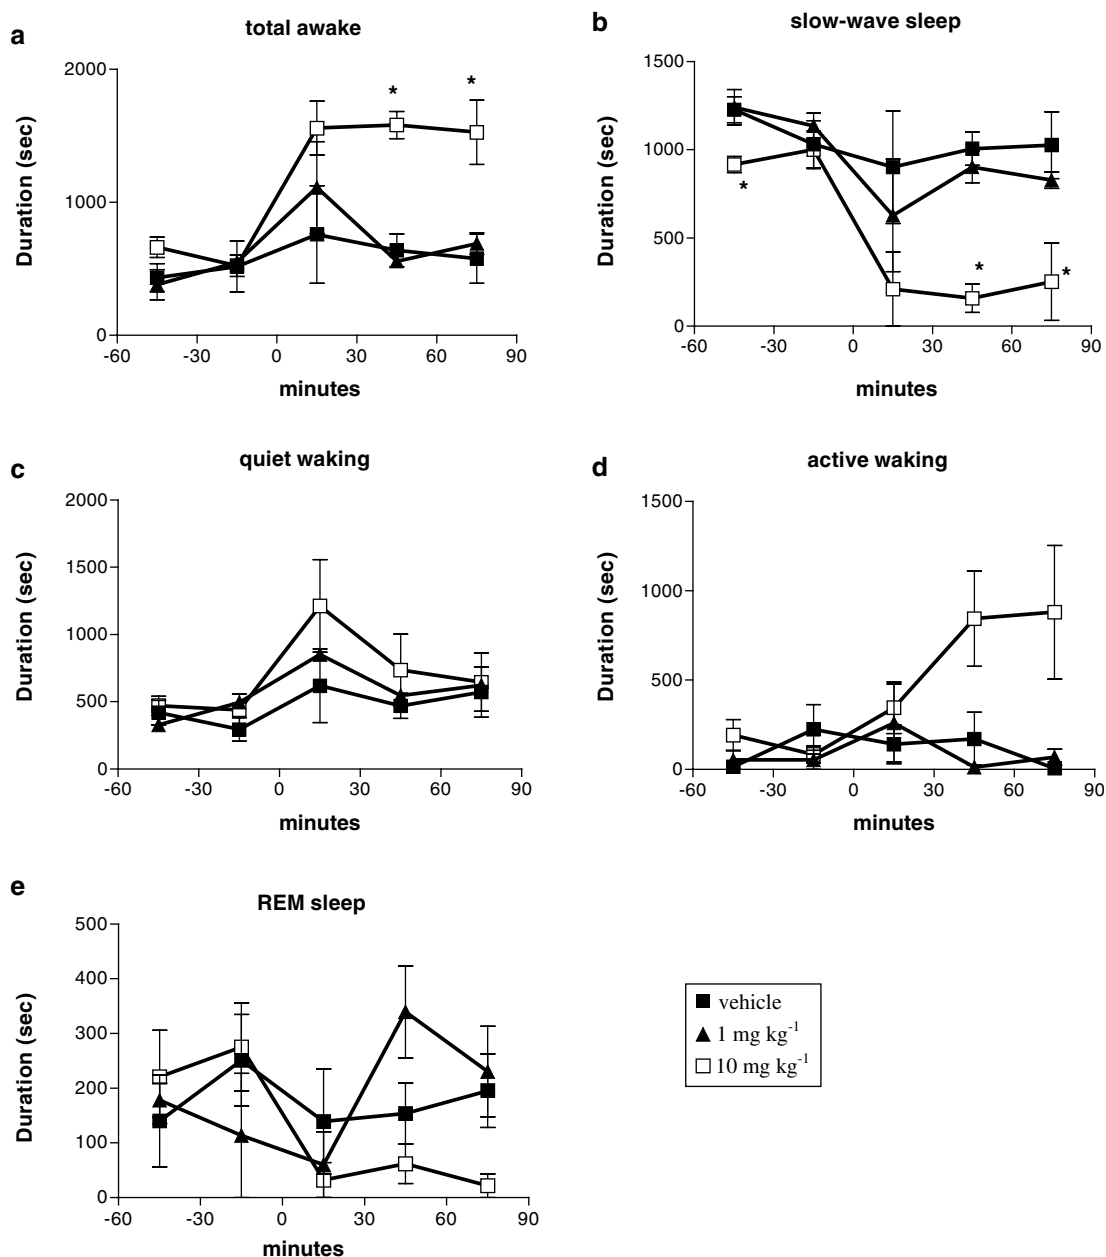 a
total awake
2000
1000
0
-60 -30 0 30 60 90
Duration (sec)
minutes
* *
b
slow-wave sleep
1500
1000
500
0
-60 -30 0 30 60 90
Duration (sec)
minutes
* * *
c
quiet waking
2000
1500
1000
500
0
-60 -30 0 30 60 90
Duration (sec)
minutes
d
active waking
1500
1000
500
0
-60 -30 0 30 60 90
Duration (sec)
minutes
e
REM sleep
500
400
300
200
100
0
-60 -30 0 30 60 90
Duration (sec)
minutes
vehicle
1 mg kg⁻¹
10 mg kg⁻¹